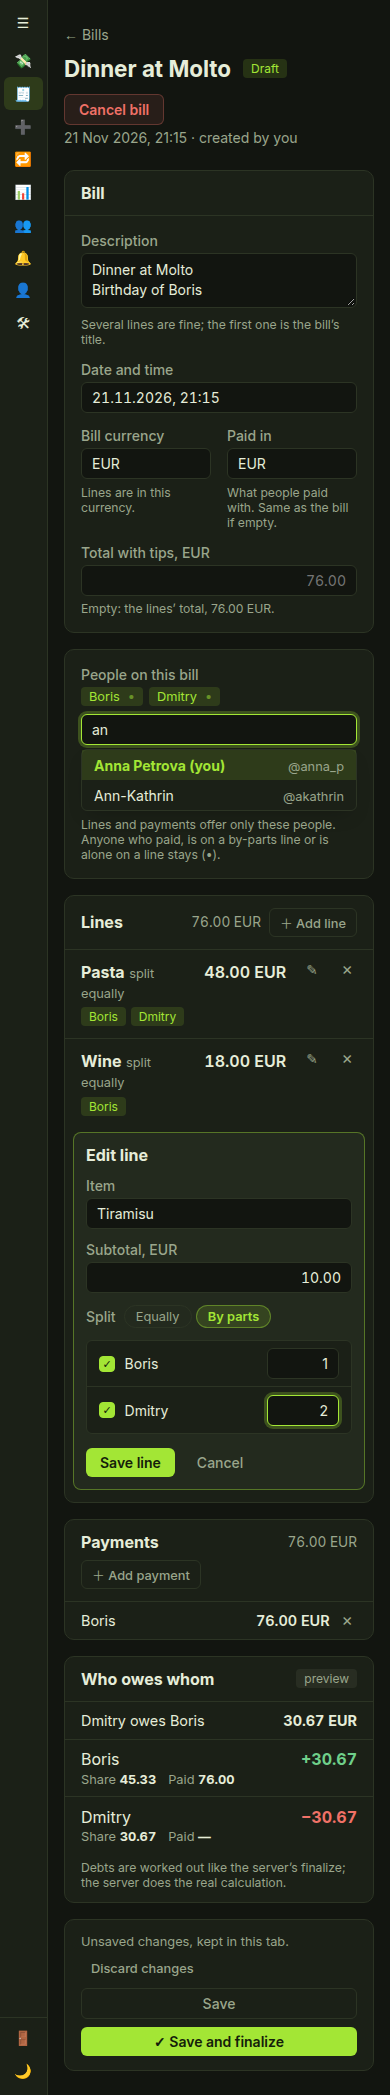 ← Bills
Dinner at Molto Draft
Cancel bill
21 Nov 2026, 21:15 · created by you
Bill
Description
Dinner at Molto
Birthday of Boris
Several lines are fine; the first one is the bill’s
title.
Date and time
21.11.2026, 21:15
Bill currency
EUR
Lines are in this
currency.
Paid in
EUR
What people paid
with. Same as the bill
if empty.
Total with tips, EUR
76.00
Empty: the lines’ total, 76.00 EUR.
People on this bill
Boris • Dmitry •
an
Anna Petrova (you) @anna_p
Ann-Kathrin @akathrin
Lines and payments offer only these people.
Anyone who paid, is on a by-parts line or is
alone on a line stays (•).
Lines 76.00 EUR + Add line
Pasta split 48.00 EUR ✎ ✕
equally
Boris Dmitry
Wine split 18.00 EUR ✎ ✕
equally
Boris
Edit line
Item
Tiramisu
Subtotal, EUR
10.00
Split Equally By parts
✓ Boris 1
✓ Dmitry 2
Save line Cancel
Payments 76.00 EUR
+ Add payment
Boris 76.00 EUR ✕
Who owes whom preview
Dmitry owes Boris 30.67 EUR
Boris +30.67
Share 45.33 Paid 76.00
Dmitry −30.67
Share 30.67 Paid —
Debts are worked out like the server’s finalize;
the server does the real calculation.
Unsaved changes, kept in this tab.
Discard changes
Save
✓ Save and finalize